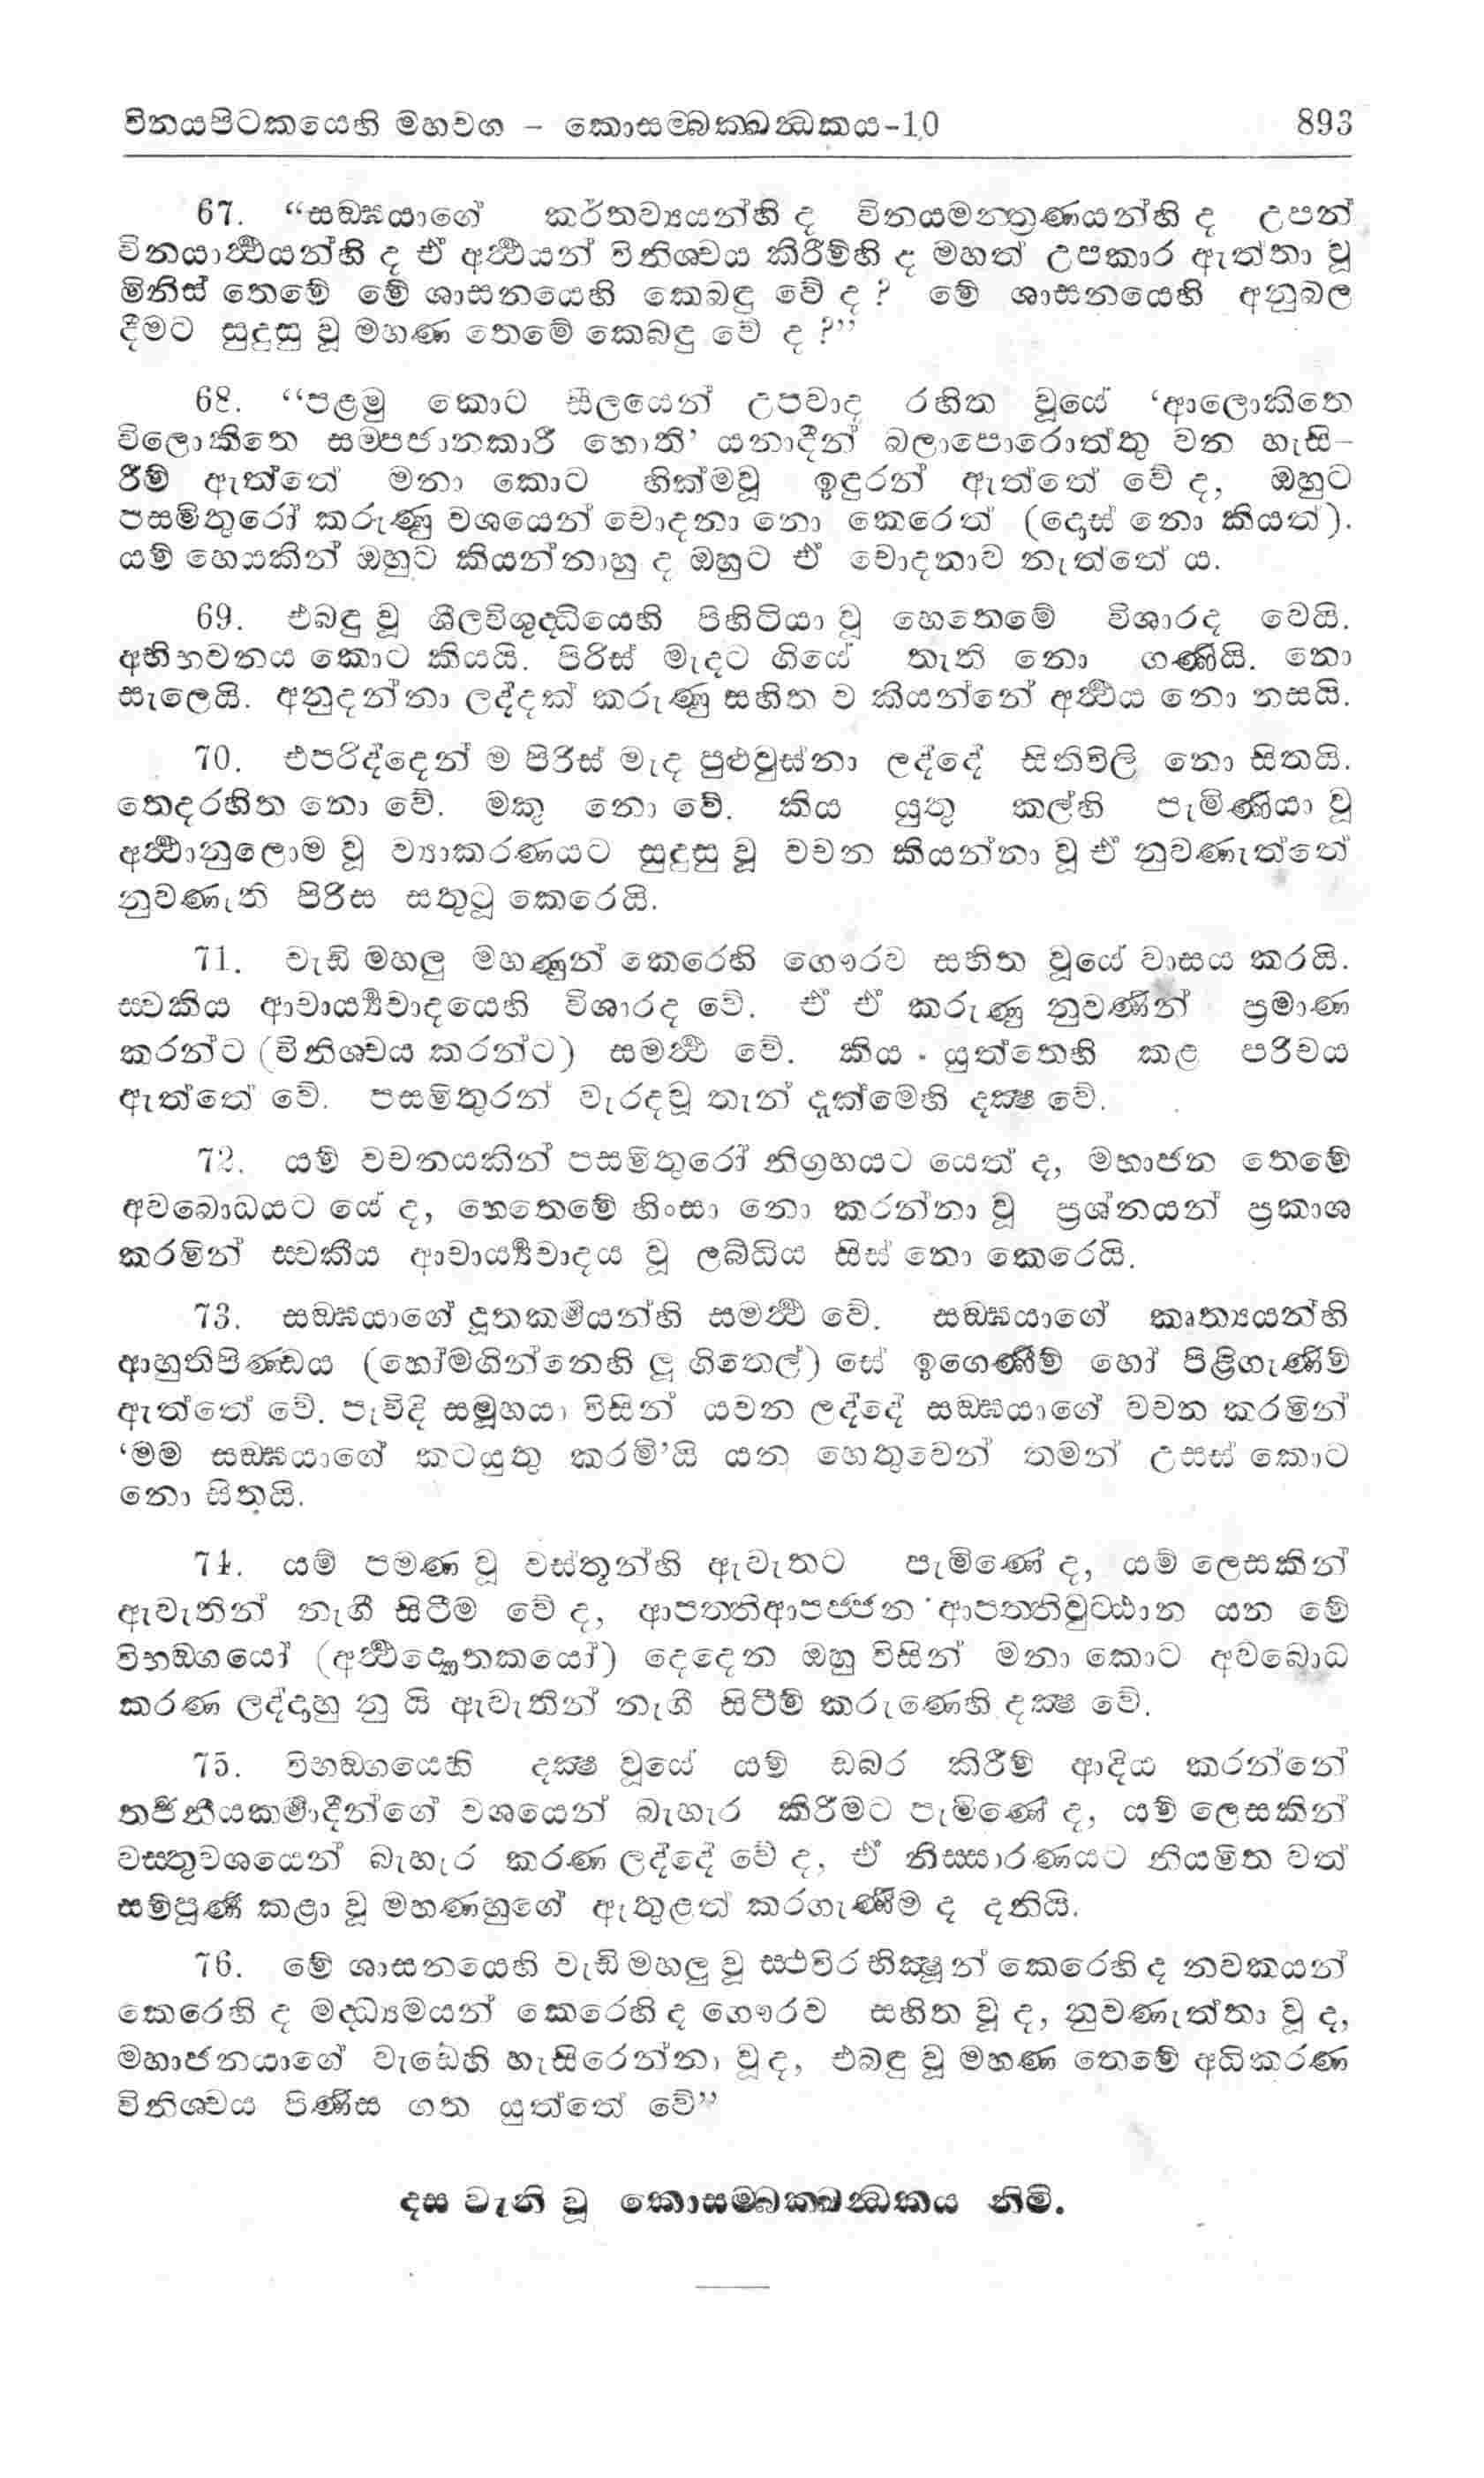 විනයපිටකයෙහි මහවග – කොසම්බක්ඛන්ධකය-10 893
67. “සඞ්ඝයාගේ කර්තව්‍යයන්හි ද විනයමන්ත්‍රණයන්හි ද උපන්
විනයාර්‍ත්‍ථයන්හි ද ඒ අර්‍ත්‍ථයන් විනිශ්චය කිරීම්හි ද මහත් උපකාර ඇත්තා වූ
මිනිස් තෙමේ මේ ශාසනයෙහි කෙබඳු වේ ද? මේ ශාසනයෙහි අනුබල
දීමට සුදුසු වූ මහණ තෙමේ කෙබඳු වේ ද?”
68. “පළමු කොට සීලයෙන් උපවාද රහිත වූයේ ‘ආලොකිතෙ
විලොකිතෙ සම්පජානකාරී හොති’ යනාදීන් බලාපොරොත්තු වන හැසි–
රීම් ඇත්තේ මනා කොට හික්මවූ ඉඳුරන් ඇත්තේ වේ ද, ඔහුට
පසමිතුරෝ කරුණු වශයෙන් චොදනා නො කෙරෙත් (දොස් නො කියත්).
යම් හෙයකින් ඔහුට කියන්නාහු ද ඔහුට ඒ චොදනාව නැත්තේ ය.
69. එබඳු වූ ශීලවිශුද්ධියෙහි පිහිටියා වූ හෙතෙමේ විශාරද වෙයි.
අභිභවනය කොට කියයි. පිරිස් මැදට ගියේ තැති නො ගණියි. නො
සැලෙයි. අනුදන්නා ලද්දක් කරුණු සහිත ව කියන්නේ අර්‍ත්‍ථය නො නසයි.
70. එපරිද්දෙන් ම පිරිස් මැද පුළුවුස්නා ලද්දේ සිතිවිලි නො සිතයි.
තෙදරහිත නො වේ. මකු නො වේ. කිය යුතු කල්හි පැමිණියා වූ
අර්‍ත්‍ථානුලොම වූ ව්‍යාකරණයට සුදුසු වූ වචන කියන්නා වූ ඒ නුවණැත්තේ
නුවණැති පිරිස සතුටු කෙරෙයි.
71. වැඩි මහලු මහණුන් කෙරෙහි ගෞරව සහිත වූයේ වාසය කරයි.
ස්වකිය ආචාර්‍ය්‍යවාදයෙහි විශාරද වේ. ඒ ඒ කරුණු නුවණින් ප්‍රමාණ
කරන්ට (විනිශ්චය කරන්ට) සමර්‍ත්‍ථ වේ. කිය යුත්තෙහි කළ පරිචය
ඇත්තේ වේ. පසමිතුරන් වැරදවූ තැන් දැක්මෙහි දක්‍ෂ වේ.
72. යම් වචනයකින් පසමිතුරෝ නිග්‍රහයට යෙත් ද, මහාජන තෙමේ
අවබොධයට යේ ද, හෙතෙමේ හිංසා නො කරන්නා වූ ප්‍රශ්නයන් ප්‍රකාශ
කරමින් ස්වකීය ආචාර්‍ය්‍යවාදය වූ ලබ්ධිය සිස් නො කෙරෙයි.
73. සඞ්ඝයාගේ දූතකර්‍මයන්හි සමර්‍ත්‍ථ වේ. සඞ්ඝයාගේ කෘත්‍යයන්හි
ආහුතිපිණ්ඩය (හෝමගින්නෙහි ලූ ගිතෙල්) සේ ඉගෙණීම් හෝ පිළිගැණීම්
ඇත්තේ වේ. පැවිදි සමූහයා විසින් යවන ලද්දේ සඞ්ඝයාගේ වචන කරමින්
‘මම සඞ්ඝයාගේ කටයුතු කරමි’යි යන හෙතුවෙන් තමන් උසස් කොට
නො සිතයි.
74. යම් පමණ වූ වස්තූන්හි ඇවැතට පැමිණේ ද, යම් ලෙසකින්
ඇවැතින් නැගී සිටීම වේ ද, ආපත්තිආපජ්ජන ආපත්තිවුට්ඨාන යන මේ
විභඞ්ගයෝ (අර්‍ත්‍ථද්‍යොතකයෝ) දෙදෙන ඔහු විසින් මනා කොට අවබොධ
කරණ ලද්දාහු නු යි ඇවැතින් නැගී සිටීම් කරුණෙහි දක්‍ෂ වේ.
75. විභඞ්ගයෙහි දක්‍ෂ වූයේ යම් ඩබර කිරීම් ආදිය කරන්නේ
තර්‍ජනීයකර්‍මාදීන්ගේ වශයෙන් බැහැර කිරීමට පැමිණේ ද, යම් ලෙසකින්
වස්තුවශයෙන් බැහැර කරණ ලද්දේ වේ ද, ඒ නිස්සාරණයට නියමිත වත්
සම්පූර්‍ණ කළා වූ මහණහුගේ ඇතුළත් කරගැණීම ද දනියි.
76. මේ ශාසනයෙහි වැඩිමහලු වූ ස්ථවිර භික්‍ෂූන් කෙරෙහි ද නවකයන්
කෙරෙහි ද මද්ධ්‍යමයන් කෙරෙහි ද ගෞරව සහිත වූ ද, නුවණැත්තා වූ ද,
මහාජනයාගේ වැඩෙහි හැසිරෙන්නා වූ ද, එබඳු වූ මහණ තෙමේ අධිකරණ
විනිශ්චය පිණිස ගත යුත්තේ වේ”
දස වැනි වූ කොසම්බක්ඛන්ධකය නිමි.